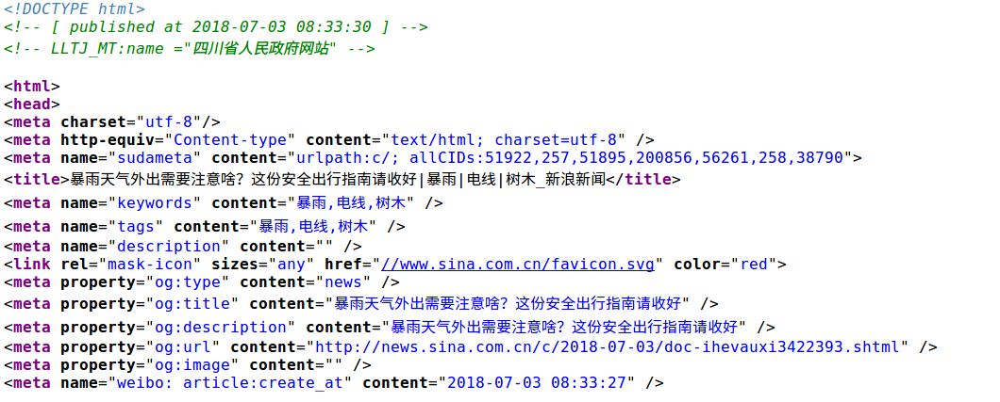 <!DOCTYPE html>
<!-- [ published at 2018-07-03 08:33:30 ] -->
<!-- LLTJ_MT:name ="四川省人民政府网站" -->
<html>
<head>
<meta charset="utf-8"/>
<meta http-equiv="Content-type" content="text/html; charset=utf-8" />
<meta name="sudameta" content="urlpath:c/; allCIDs:51922,257,51895,200856,56261,258,38790">
<title>暴雨天气外出需要注意啥？这份安全出行指南请收好|暴雨|电线|树木_新浪新闻</title>
<meta name="keywords" content="暴雨,电线,树木" />
<meta name="tags" content="暴雨,电线,树木" />
<meta name="description" content="" />
<link rel="mask-icon" sizes="any" href="//www.sina.com.cn/favicon.svg" color="red">
<meta property="og:type" content="news" />
<meta property="og:title" content="暴雨天气外出需要注意啥？这份安全出行指南请收好" />
<meta property="og:description" content="暴雨天气外出需要注意啥？这份安全出行指南请收好" />
<meta property="og:url" content="http://news.sina.com.cn/c/2018-07-03/doc-ihevauxi3422393.shtml" />
<meta property="og:image" content="" />
<meta name="weibo: article:create_at" content="2018-07-03 08:33:27" />